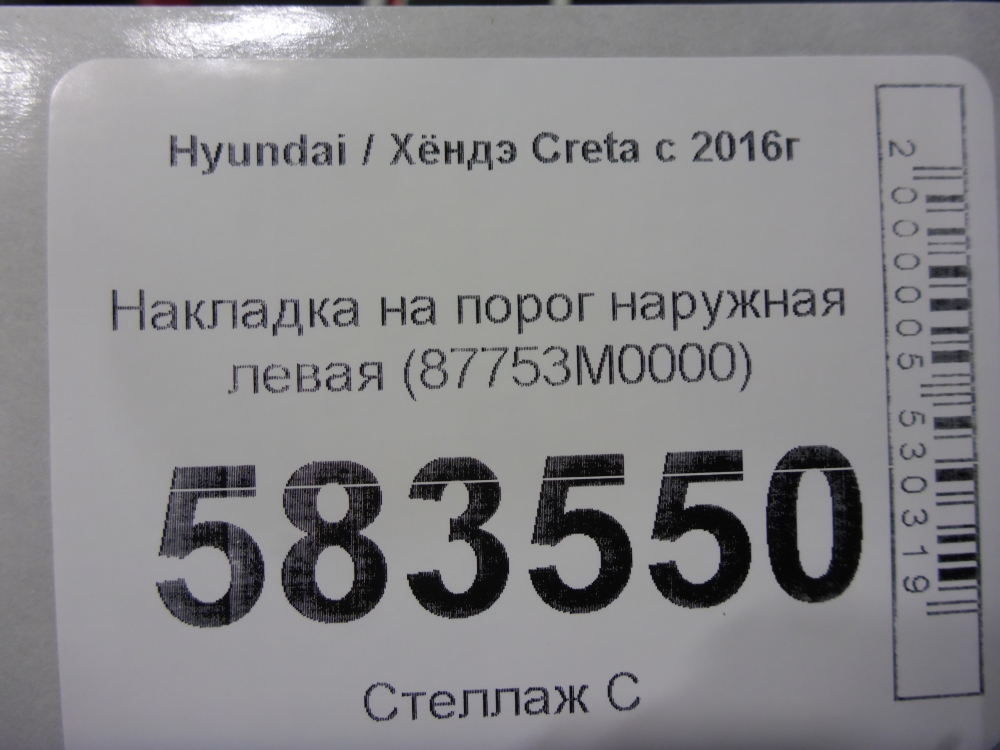 Hyundai / Хёндэ Creta с 2016г
Накладка на порог наружная
левая (87753M0000)
583550
Стеллаж С
2000005530319